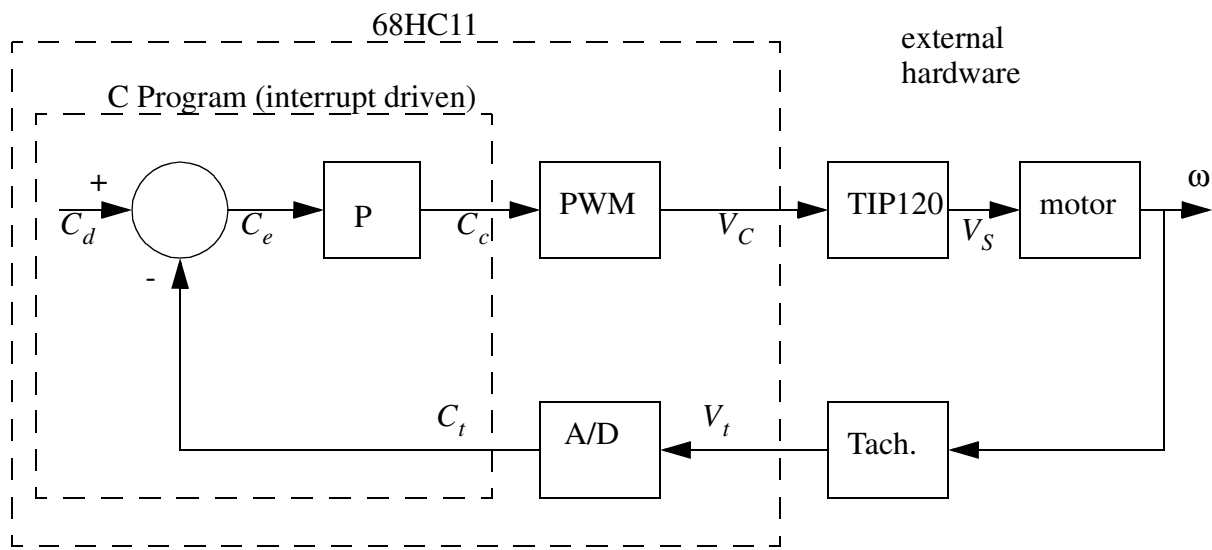 68HC11
external
hardware
C Program (interrupt driven)
+
C_d
C_e
P
C_c
PWM
V_C
TIP120
V_S
motor
ω
-
C_t
A/D
V_t
Tach.